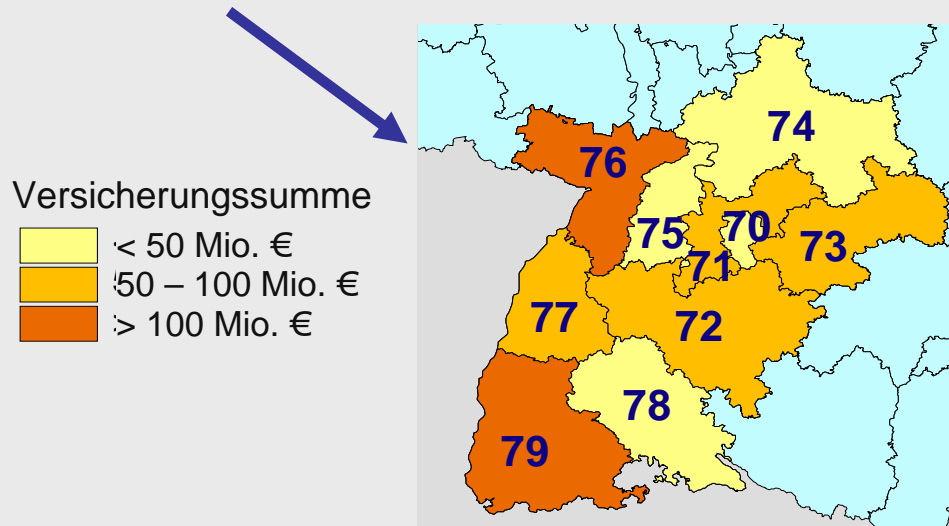 Versicherungssumme
< 50 Mio. €
50 – 100 Mio. €
> 100 Mio. €
74
76
75
70
73
71
77
72
78
79